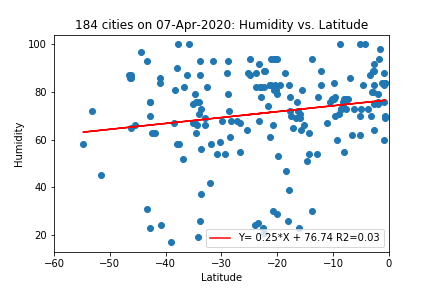 184 cities on 07-Apr-2020: Humidity vs. Latitude
100
80
60
40
20
Humidity
Y= 0.25*X + 76.74 R2=0.03
−60 −50 −40 −30 −20 −10 0
Latitude